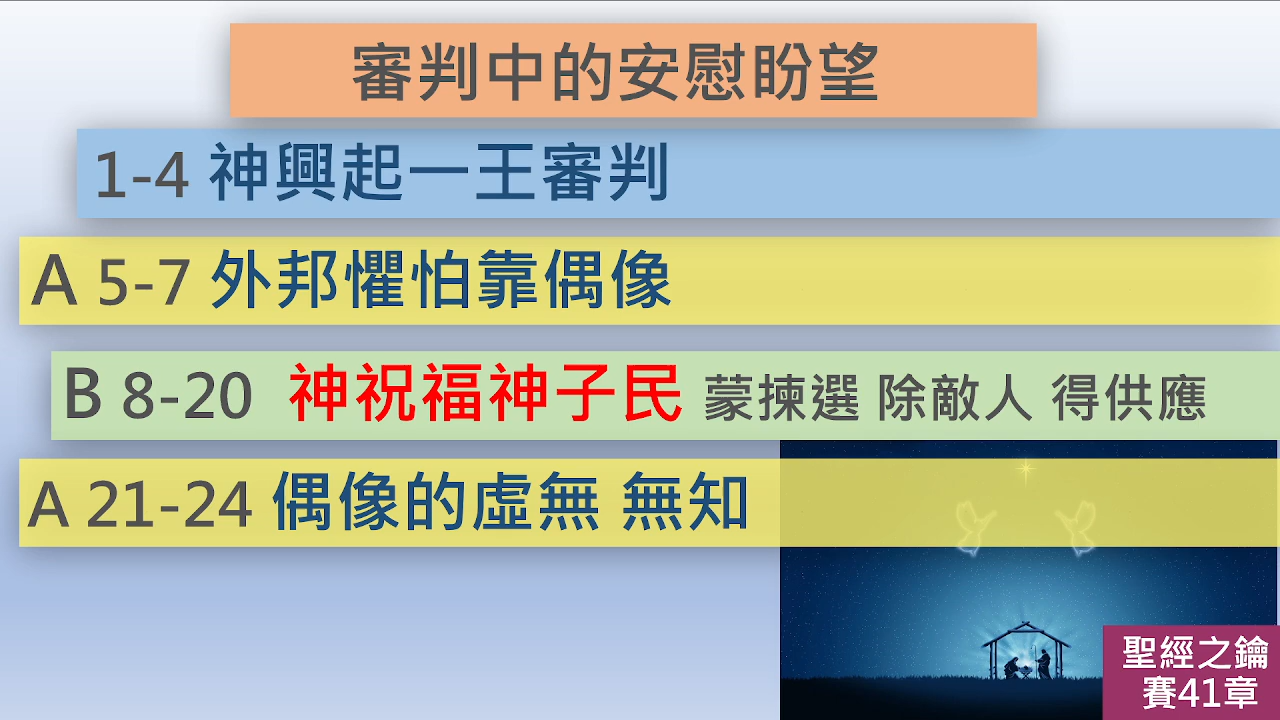 審判中的安慰盼望
1-4 神興起一王審判
A 5-7 外邦懼怕靠偶像
B 8-20 神祝福神子民 蒙揀選 除敵人 得供應
A 21-24 偶像的虛無 無知
聖經之鑰
賽41章